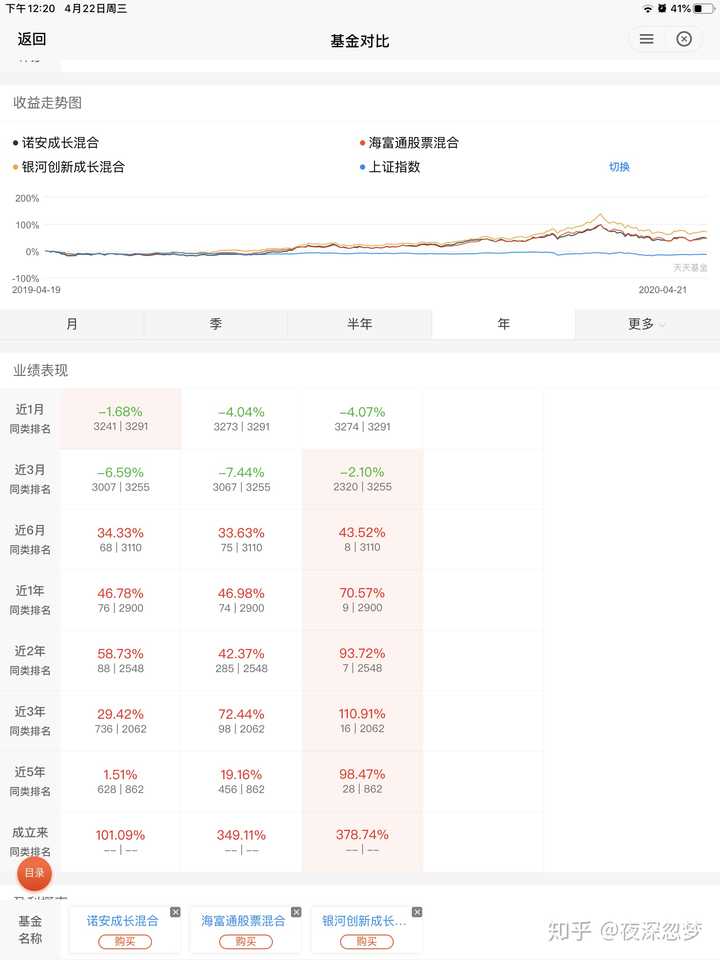 下午12:20 4月22日周三 41%
返回 基金对比
收益走势图
诺安成长混合 海富通股票混合
银河创新成长混合 上证指数 切换
200%
100%
0%
-100%
天天基金
2019-04-19 2020-04-21
月 季 半年 年 更多
业绩表现
近1月 -1.68% -4.04% -4.07%
同类排名 3241 | 3291 3273 | 3291 3274 | 3291
近3月 -6.59% -7.44% -2.10%
同类排名 3007 | 3255 3067 | 3255 2320 | 3255
近6月 34.33% 33.63% 43.52%
同类排名 68 | 3110 75 | 3110 8 | 3110
近1年 46.78% 46.98% 70.57%
同类排名 76 | 2900 74 | 2900 9 | 2900
近2年 58.73% 42.37% 93.72%
同类排名 88 | 2548 285 | 2548 7 | 2548
近3年 29.42% 72.44% 110.91%
同类排名 736 | 2062 98 | 2062 16 | 2062
近5年 1.51% 19.16% 98.47%
同类排名 628 | 862 456 | 862 28 | 862
成立来 101.09% 349.11% 378.74%
同类排名 -- | -- -- | -- -- | --
目录
基金名称 诺安成长混合 海富通股票混合 银河创新成长...
购买 购买 购买
知乎 @夜深忽梦